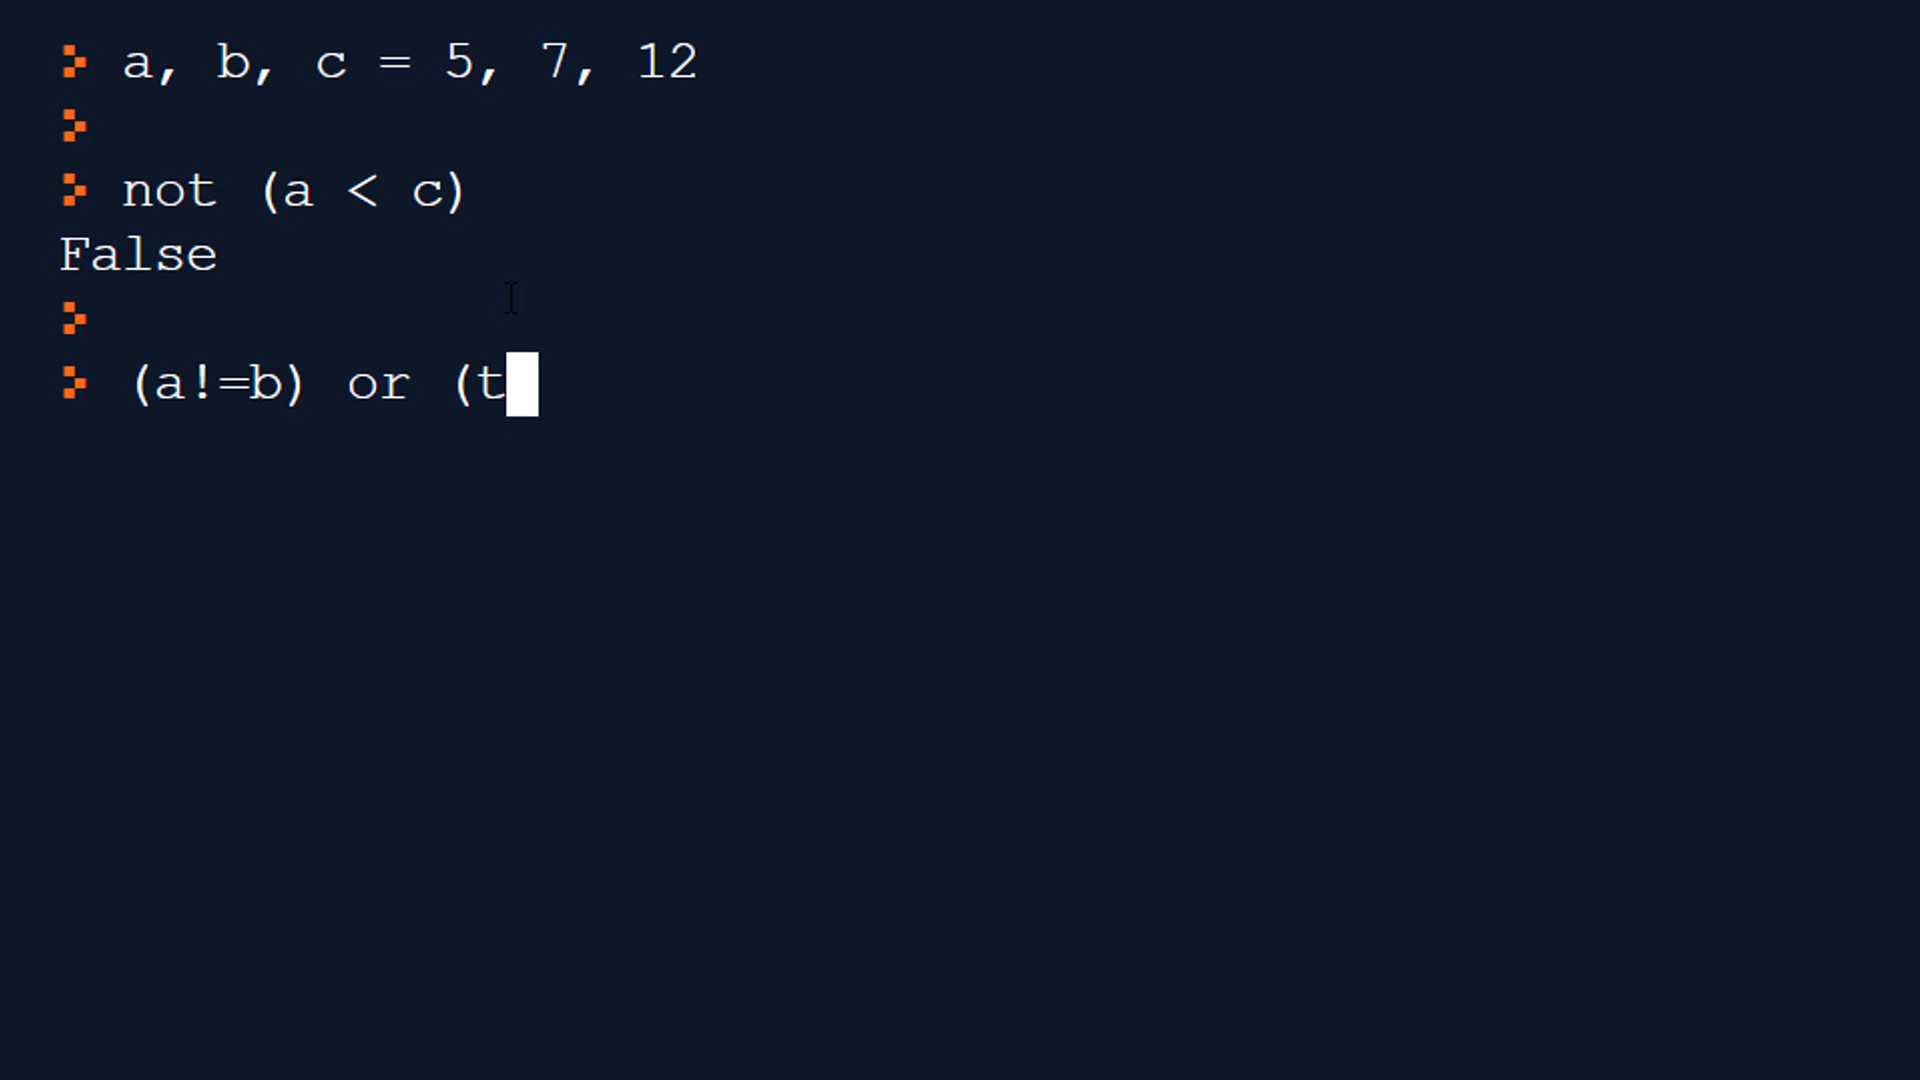 > a, b, c = 5, 7, 12
>
> not (a < c)
False
>
> (a!=b) or (t